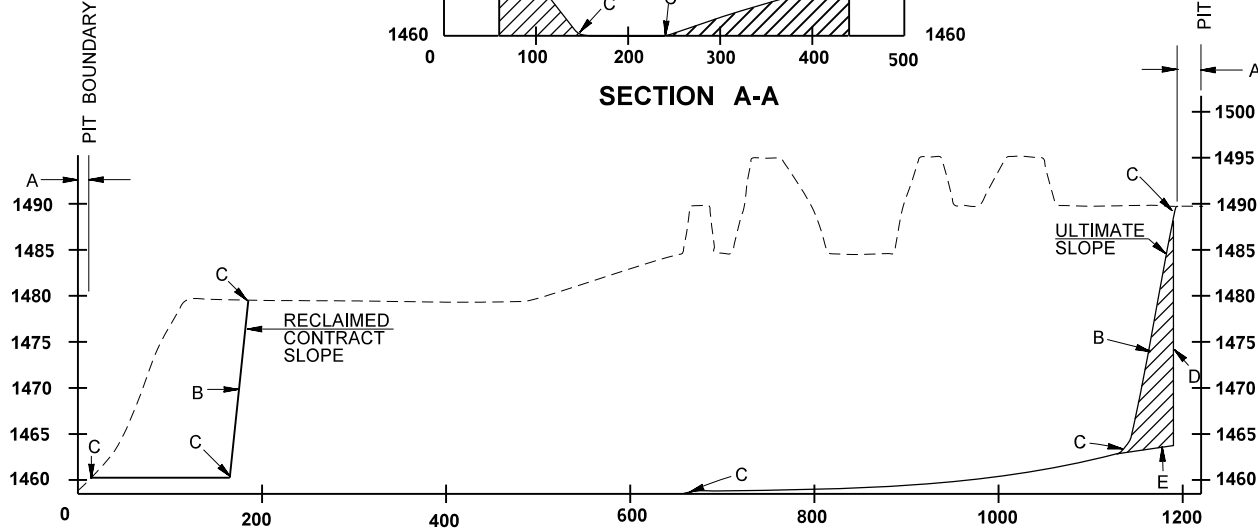 PIT BOUNDARY
PIT
C
1460
1460
0
100
200
300
400
500
SECTION A-A
A
A
1500
1495
1490
1485
1480
1475
1470
1465
1460
1490
1485
1480
1475
1470
1465
1460
C
C
RECLAIMED
CONTRACT
SLOPE
B
C
C
C
ULTIMATE
SLOPE
B
D
C
C
E
0
200
400
600
800
1000
1200